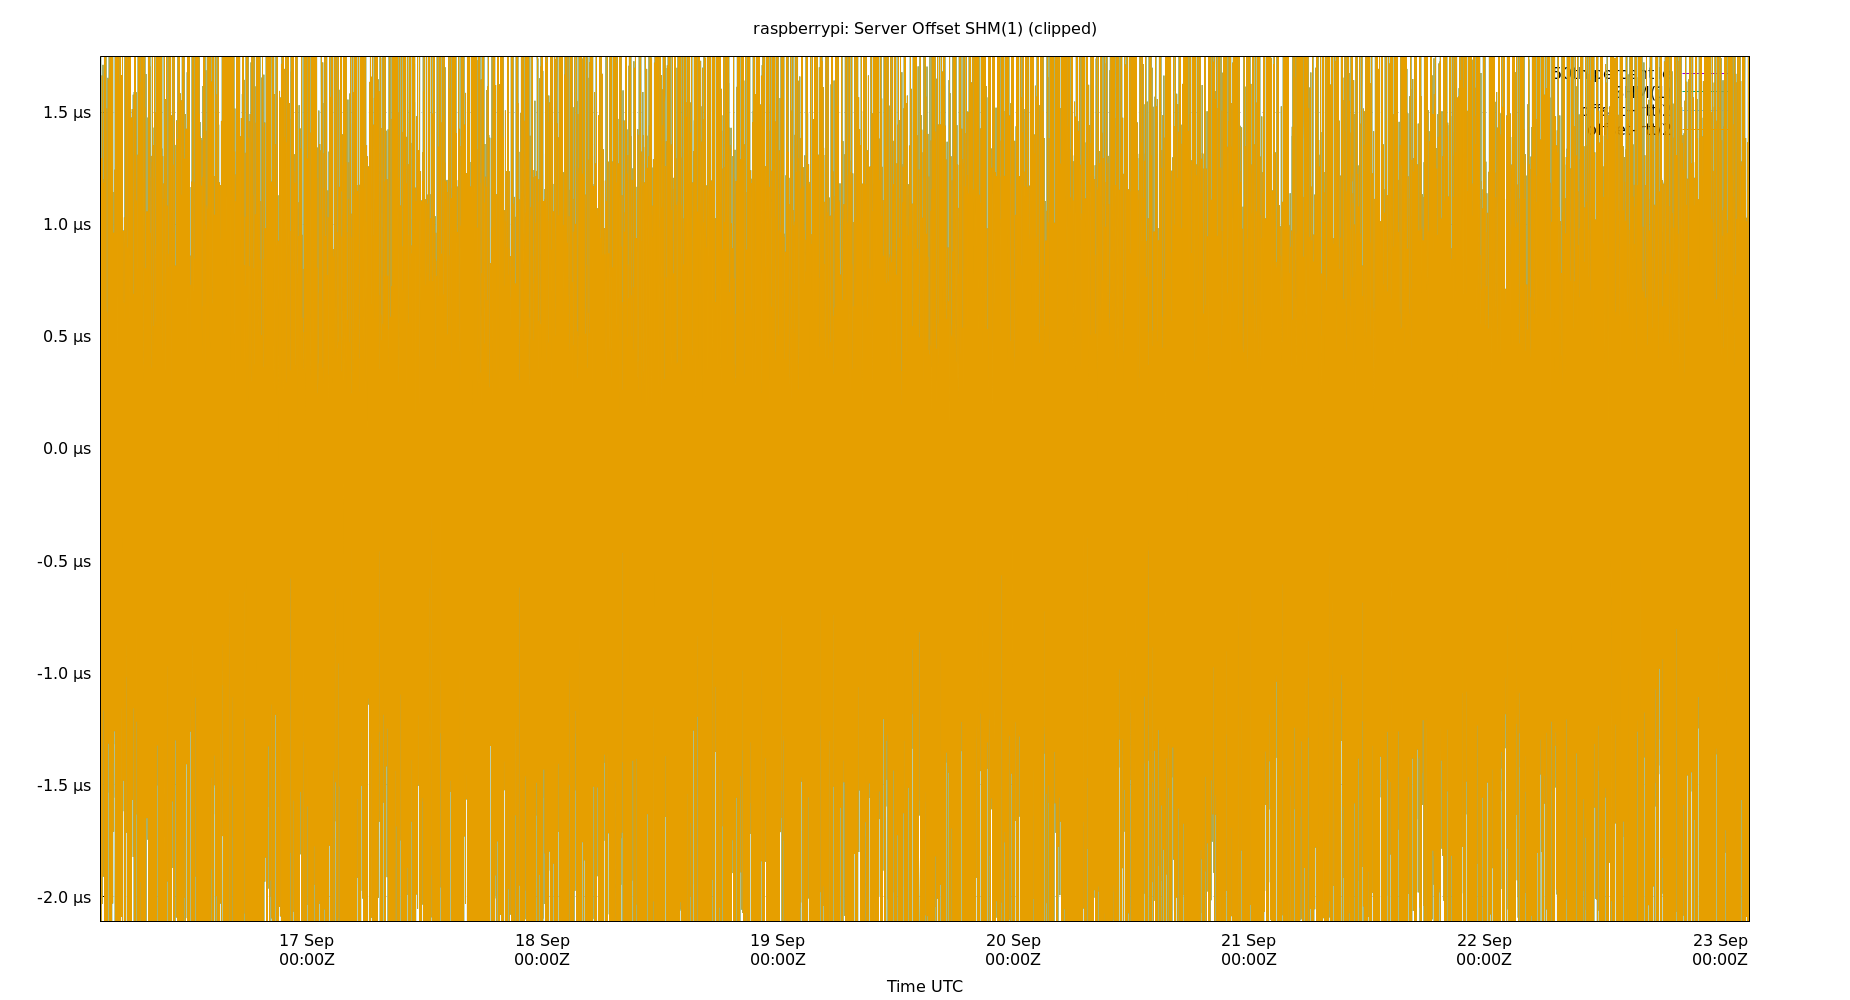 raspberrypi: Server Offset SHM(1) (clipped)
1.5 µs
1.0 µs
0.5 µs
0.0 µs
-0.5 µs
-1.0 µs
-1.5 µs
-2.0 µs
17 Sep 18 Sep 19 Sep 20 Sep 21 Sep 22 Sep 23 Sep
00:00Z 00:00Z 00:00Z 00:00Z 00:00Z 00:00Z 00:00Z
Time UTC